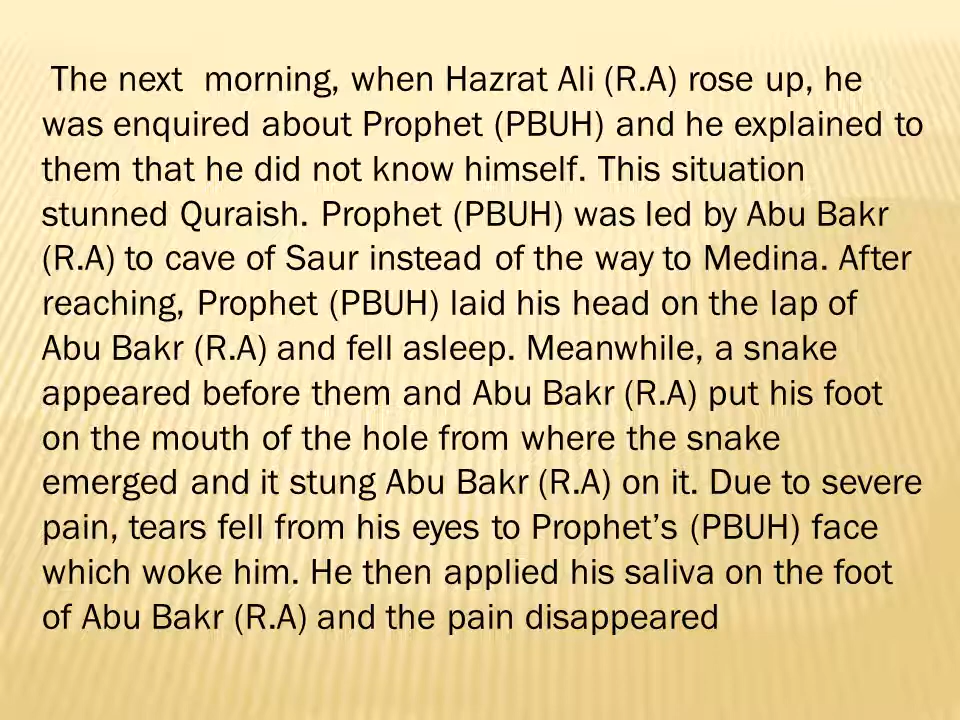 The next  morning, when Hazrat Ali (R.A) rose up, he
was enquired about Prophet (PBUH) and he explained to
them that he did not know himself. This situation
stunned Quraish. Prophet (PBUH) was led by Abu Bakr
(R.A) to cave of Saur instead of the way to Medina. After
reaching, Prophet (PBUH) laid his head on the lap of
Abu Bakr (R.A) and fell asleep. Meanwhile, a snake
appeared before them and Abu Bakr (R.A) put his foot
on the mouth of the hole from where the snake
emerged and it stung Abu Bakr (R.A) on it. Due to severe
pain, tears fell from his eyes to Prophet’s (PBUH) face
which woke him. He then applied his saliva on the foot
of Abu Bakr (R.A) and the pain disappeared